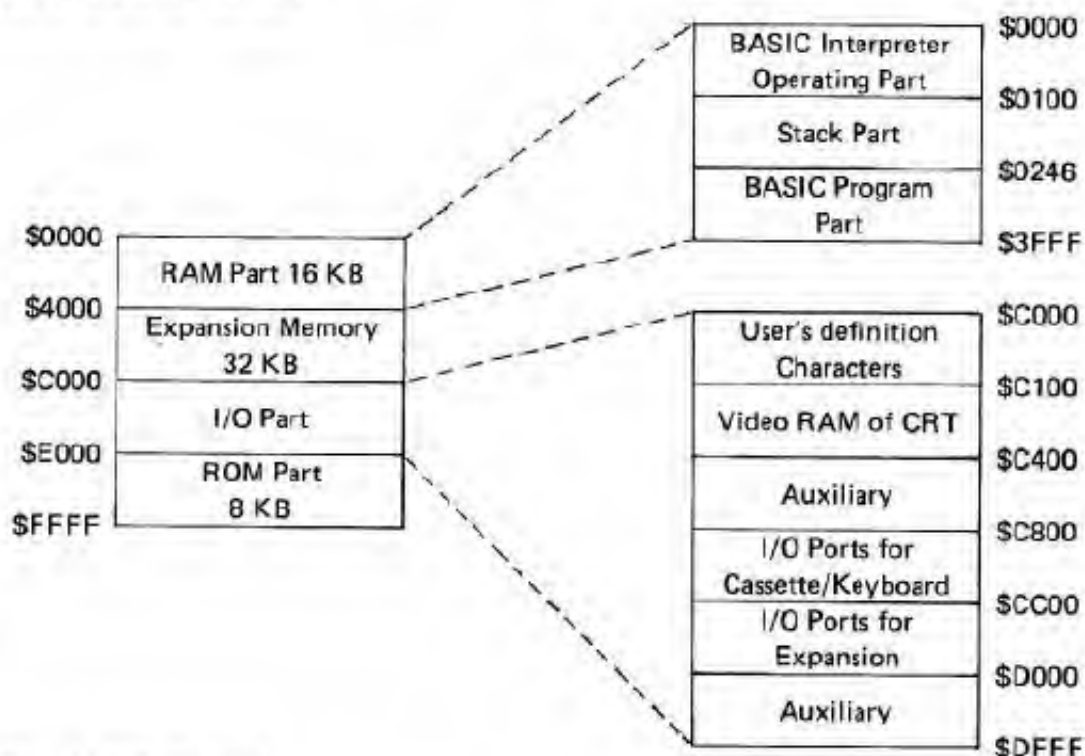 $0000
RAM Part 16 KB
$4000
Expansion Memory
32 KB
$C000
I/O Part
$E000
ROM Part
8 KB
$FFFF
$0000
BASIC Interpreter
Operating Part
$0100
Stack Part
$0246
BASIC Program
Part
$3FFF
$C000
User's definition
Characters
$C100
Video RAM of CRT
$C400
Auxiliary
$C800
I/O Ports for
Cassette/Keyboard
$CC00
I/O Ports for
Expansion
$D000
Auxiliary
$DFFF